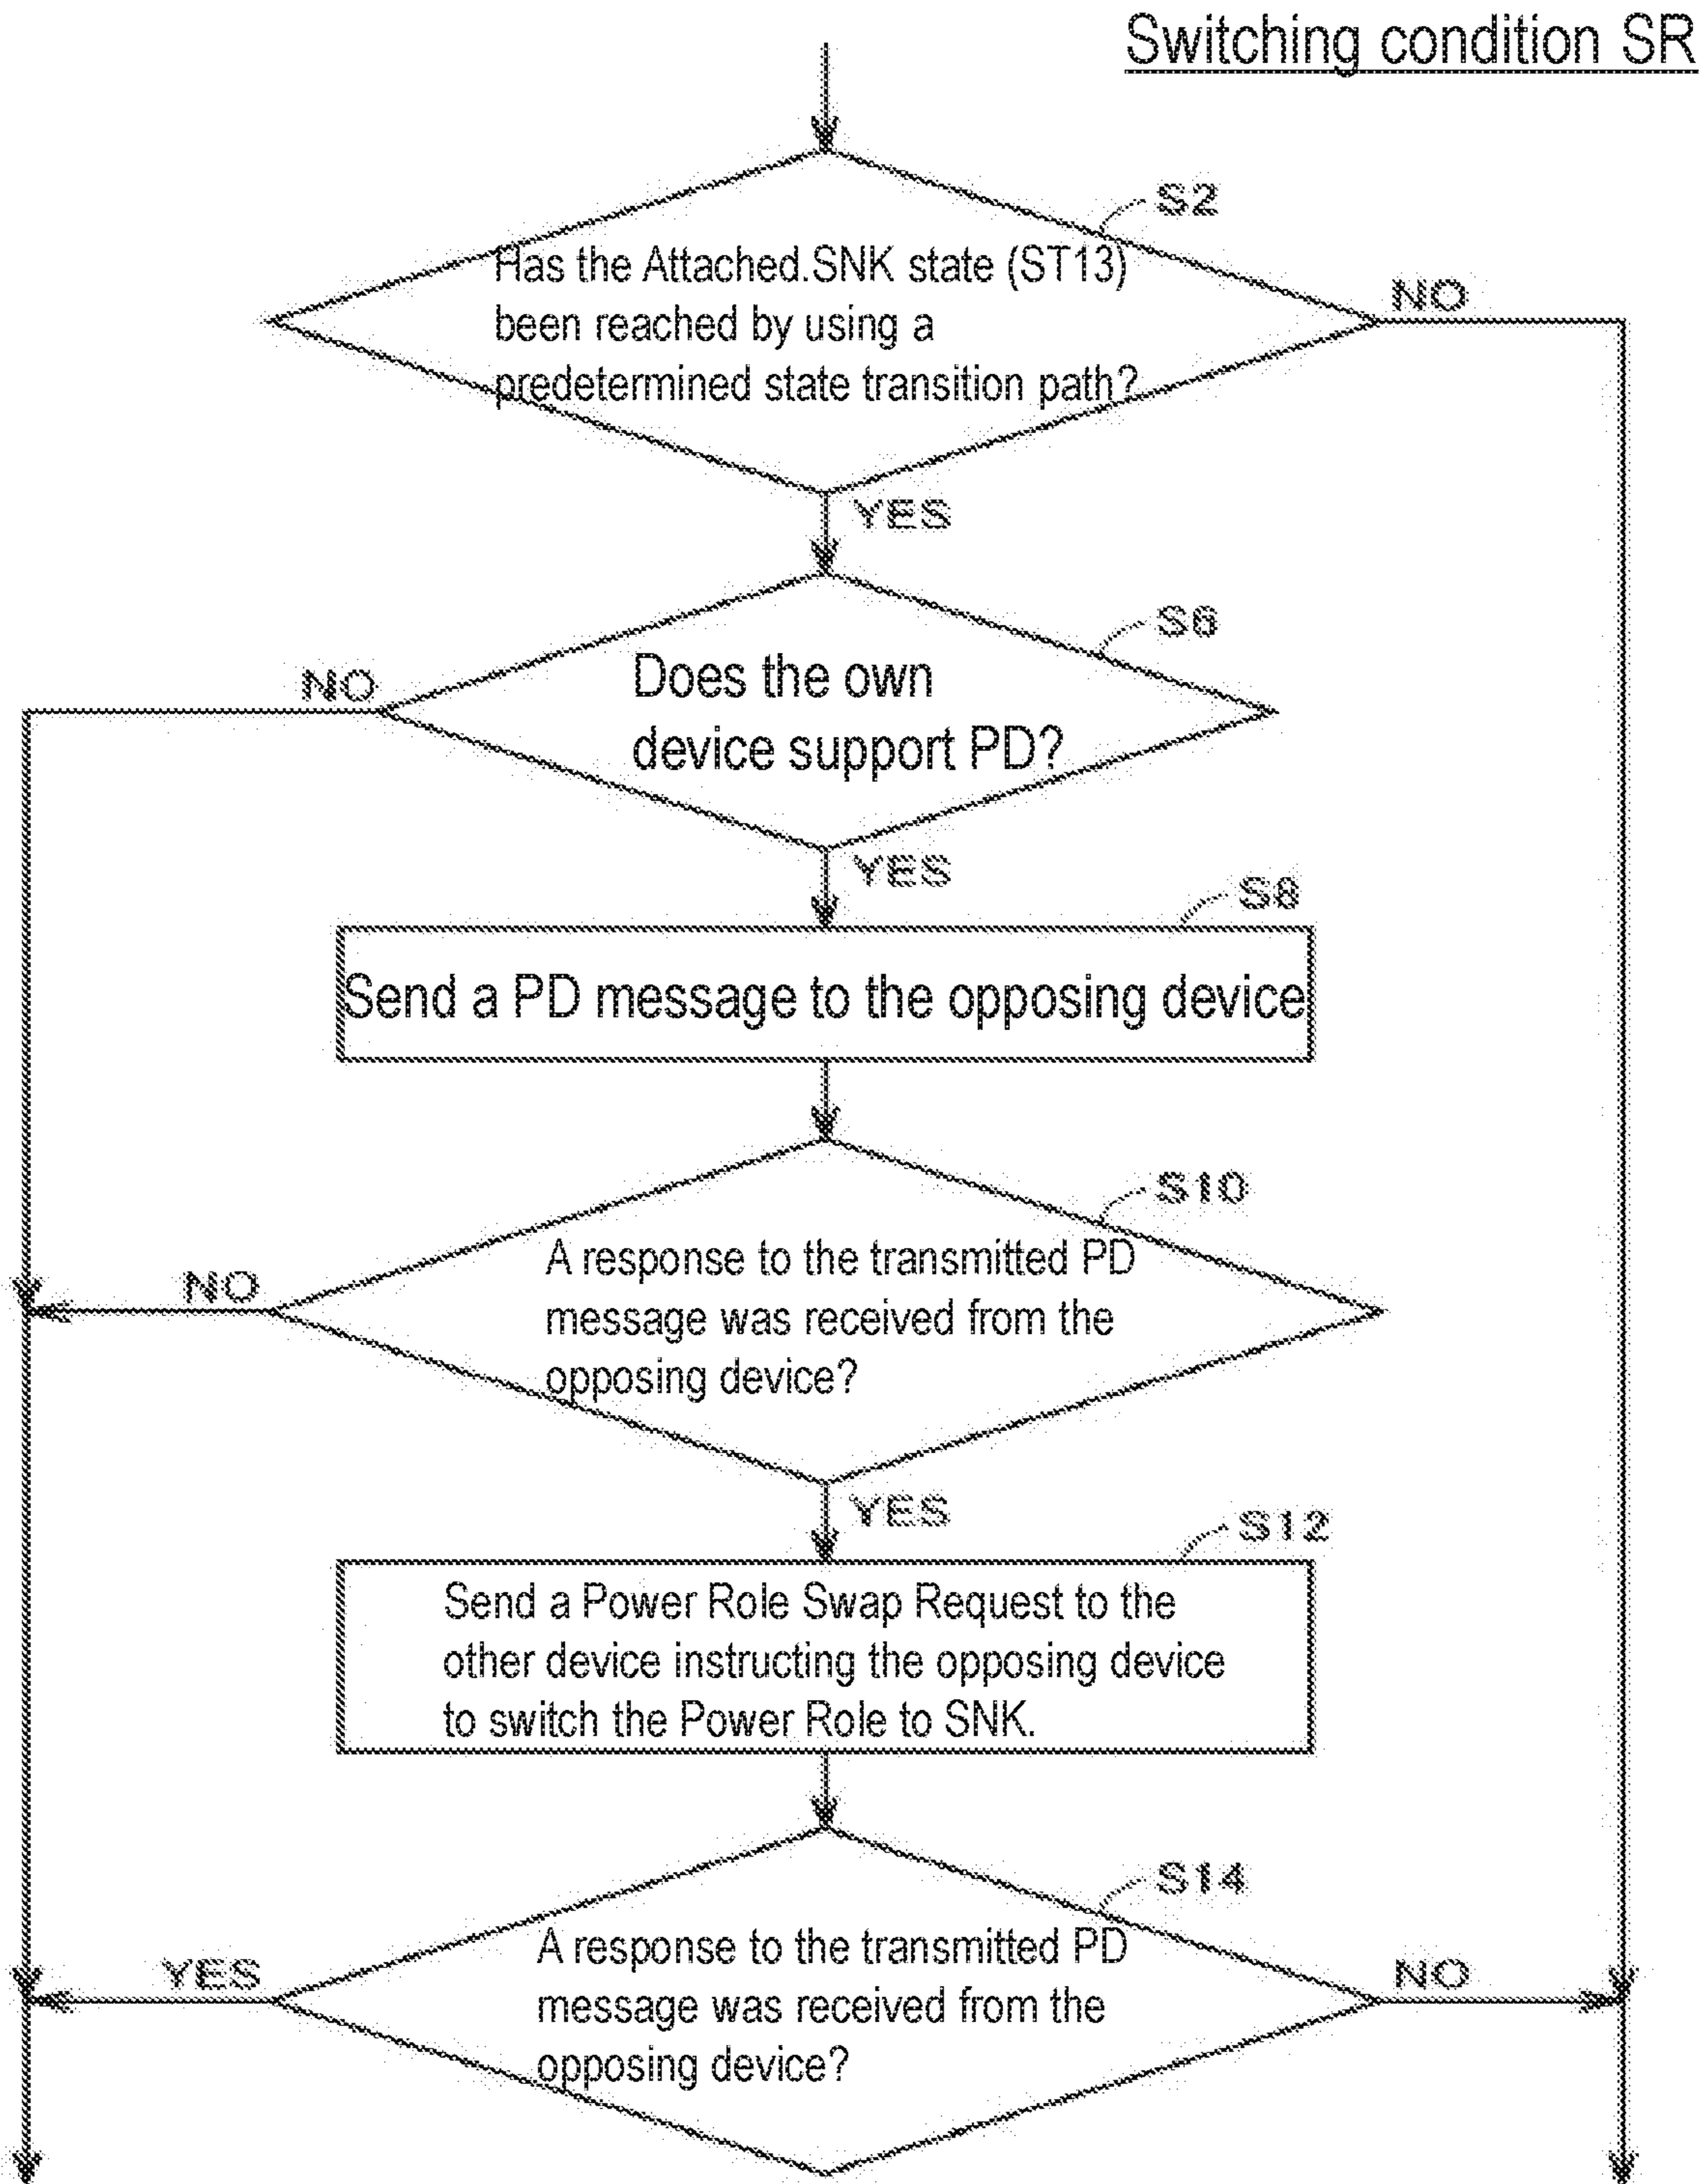 Switching condition SR
S2
Has the Attached.SNK state (ST13)
been reached by using a
predetermined state transition path?
NO
YES
S6
Does the own
device support PD?
NO
YES
S8
Send a PD message to the opposing device
S10
A response to the transmitted PD
message was received from the
opposing device?
NO
YES
S12
Send a Power Role Swap Request to the
other device instructing the opposing device
to switch the Power Role to SNK.
S14
A response to the transmitted PD
message was received from the
opposing device?
YES
NO